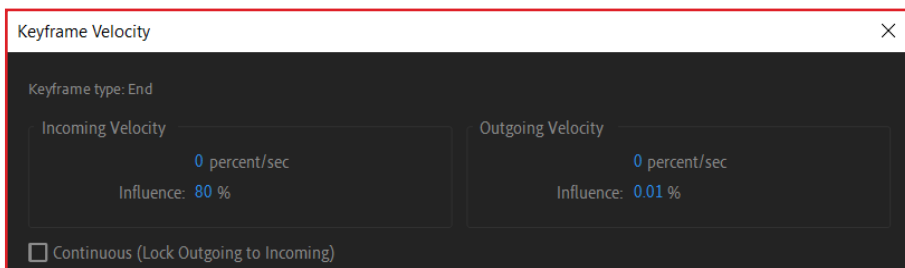 Keyframe Velocity
Keyframe type: End
Incoming Velocity
0 percent/sec
Influence: 80 %
Outgoing Velocity
0 percent/sec
Influence: 0.01 %
Continuous (Lock Outgoing to Incoming)